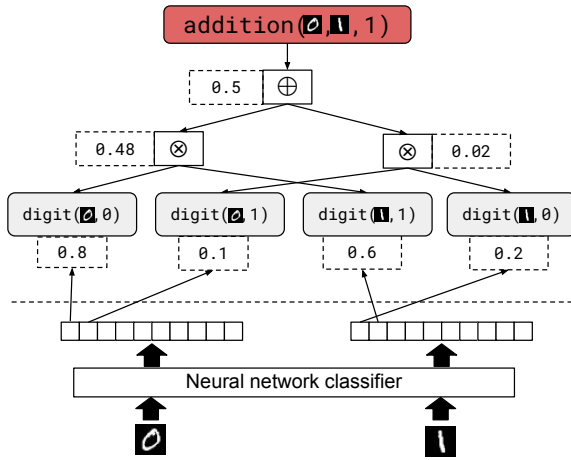 addition(0,1,1)
0.5 ⊕
0.48 ⊗ ⊗ 0.02
digit(0,0) digit(0,1) digit(1,1) digit(1,0)
0.8 0.1 0.6 0.2
Neural network classifier
0 1